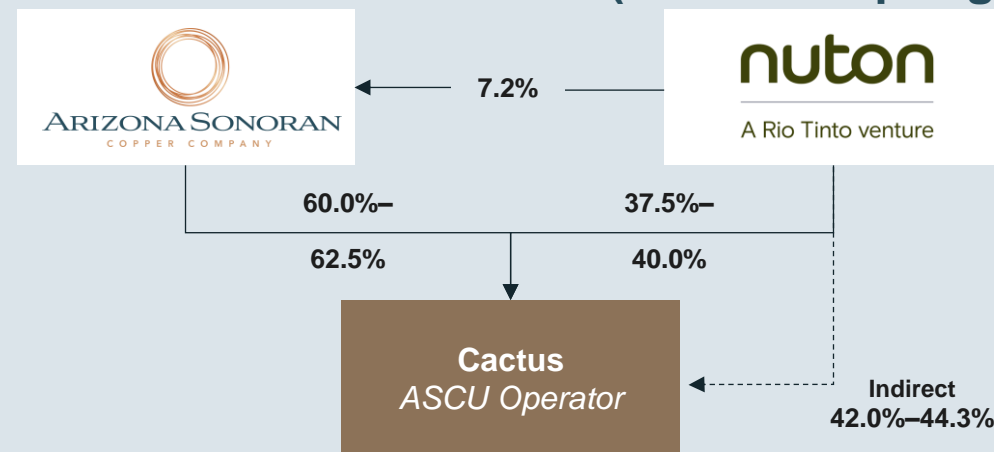 ARIZONA SONORAN
COPPER COMPANY
7.2%
nuton
A Rio Tinto venture
60.0%–
62.5%
37.5%–
40.0%
Cactus
ASCU Operator
Indirect
42.0%–44.3%